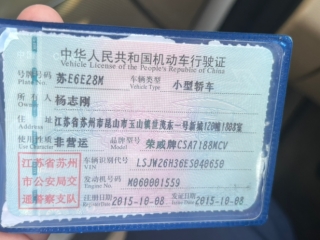 中华人民共和国机动车行驶证
Vehicle License of the People's Republic of China
号牌号码 苏E6E28M 车辆类型 小型轿车
Plate No. Vehicle Type
所有人 杨志刚
Owner
住址 江苏省苏州市昆山市玉山镇世茂东一号新城120幢1808室
Address
使用性质 非营运 品牌型号 荣威牌CSA7188MCV
Use Character Model
江苏省苏州市公安局交通警察支队
车辆识别代号 LSJW26H36ES040650
VIN
发动机号码 M060001559
Engine No.
注册日期 2015-10-08 发证日期 2015-10-08